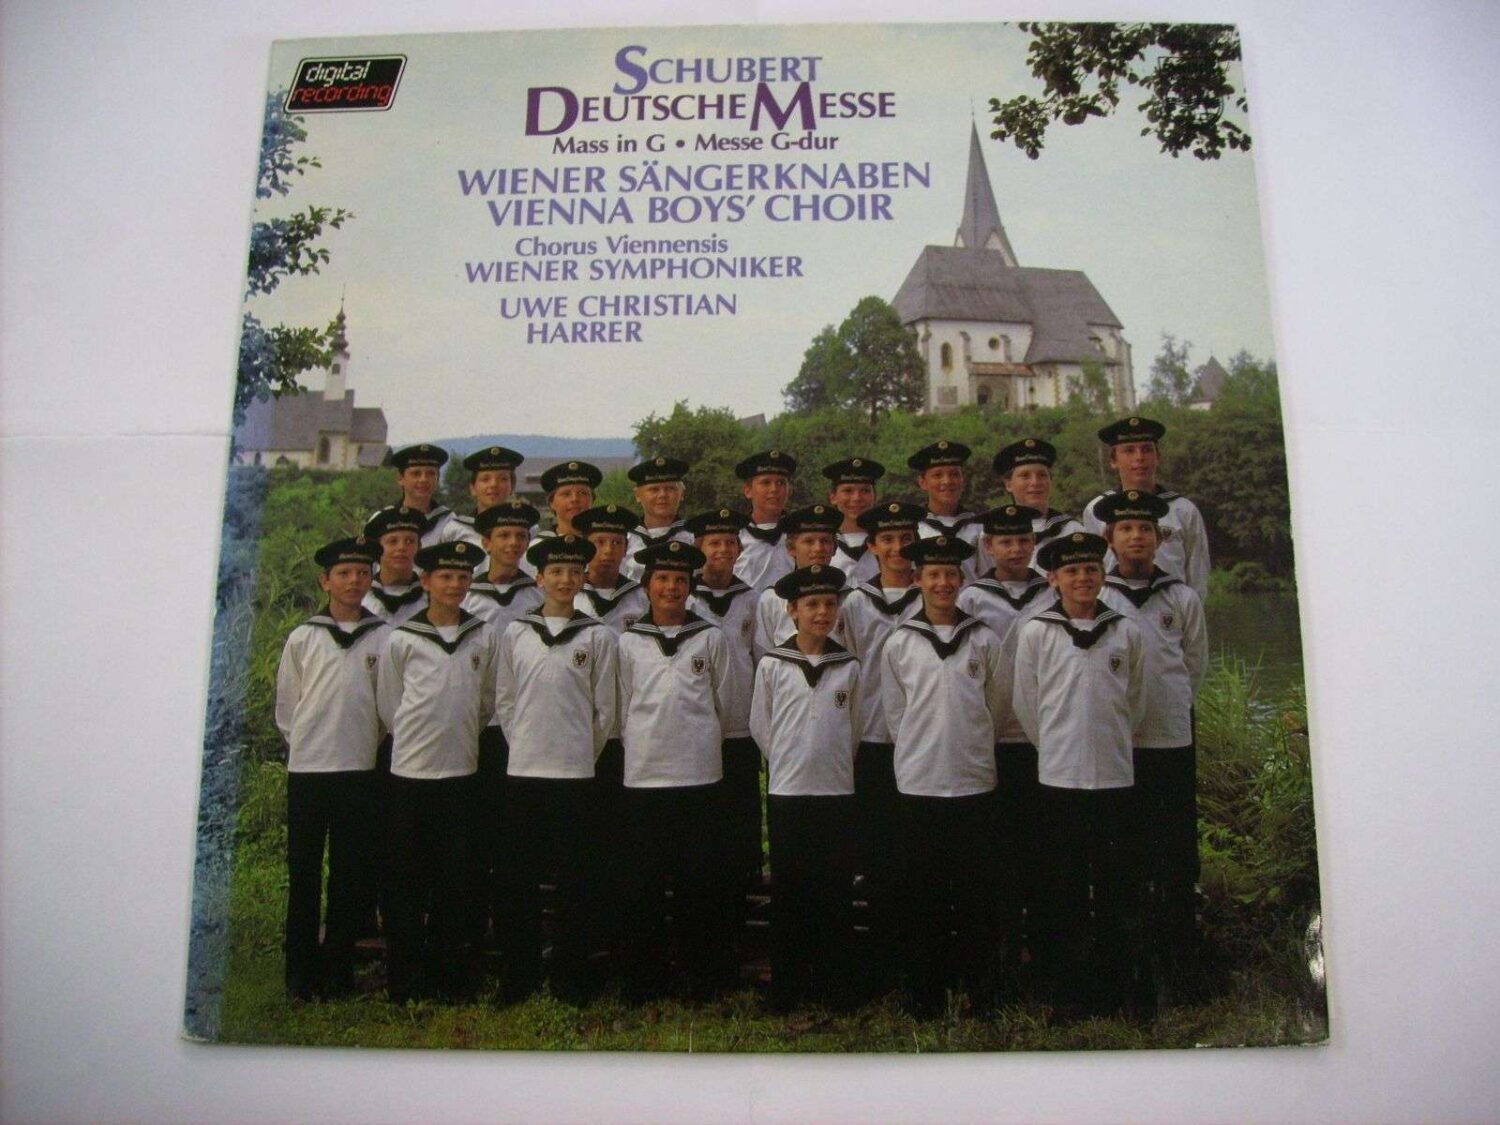 digital
recording
SCHUBERT
DEUTSCHE MESSE
Mass in G • Messe G-dur
WIENER SÄNGERKNABEN
VIENNA BOYS' CHOIR
Chorus Viennensis
WIENER SYMPHONIKER
UWE CHRISTIAN
HARRER